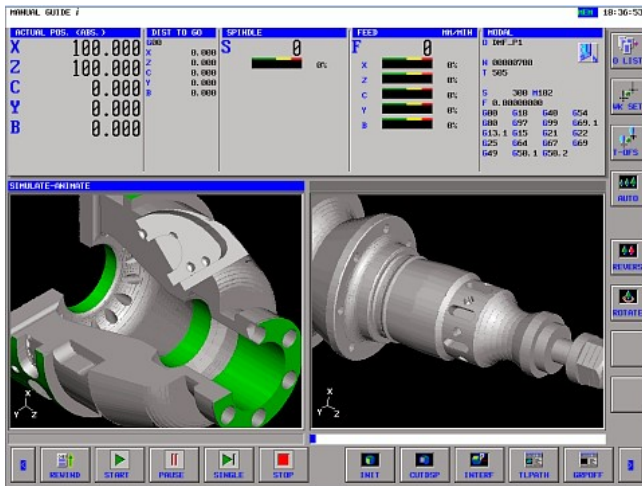 MANUAL GUIDE i
MEM 18:36:53
ACTUAL POS. (ABS.)
X 100.000
Z 100.000
C 0.000
Y 0.000
B 0.000
DIST TO GO
G00
X 0.000
Z 0.000
C 0.000
Y 0.000
B 0.000
SPINDLE
S 0
0%
FEED MM/MIN
F 0
X 0%
Z 0%
C 0%
Y 0%
B 0%
MODAL
O DMF_P1
N 00000700
T 505
S 300 M102
F 0.00000000
G00 G18 G40 G54
G80 G97 G99 G69.1
G13.1 G15 G21 G22
G25 G64 G67 G69
G49 G50.1 G50.2
O LIST
WK SET
T-OFS
AUTO
REVERS
ROTATE
SIMULATE-ANIMATE
X
Y Z
X
Y Z
<
REWIND
START
PAUSE
SINGLE
STOP
INIT
CUTDSP
INTERF
TLPATH
GRPOFF
>